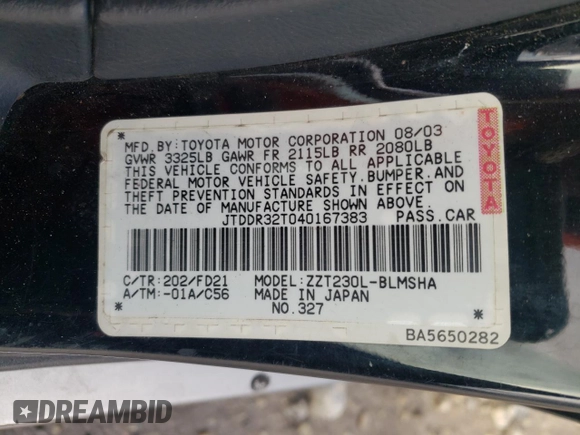 MFD.BY:TOYOTA MOTOR CORPORATION 08/03
GVWR 3325LB GAWR FR 2115LB RR 2080LB
THIS VEHICLE CONFORMS TO ALL APPLICABLE
FEDERAL MOTOR VEHICLE SAFETY.BUMPER.AND
THEFT PREVENTION STANDARDS IN EFFECT ON
THE DATE OF MANUFACTURE SHOWN ABOVE.
JTDDR32T040167383 PASS.CAR
TOYOTA
C/TR:202/FD21 MODEL:ZZT230L-BLMSHA
A/TM:-01A/C56 MADE IN JAPAN
NO.327
BA5650282
DREAMBID